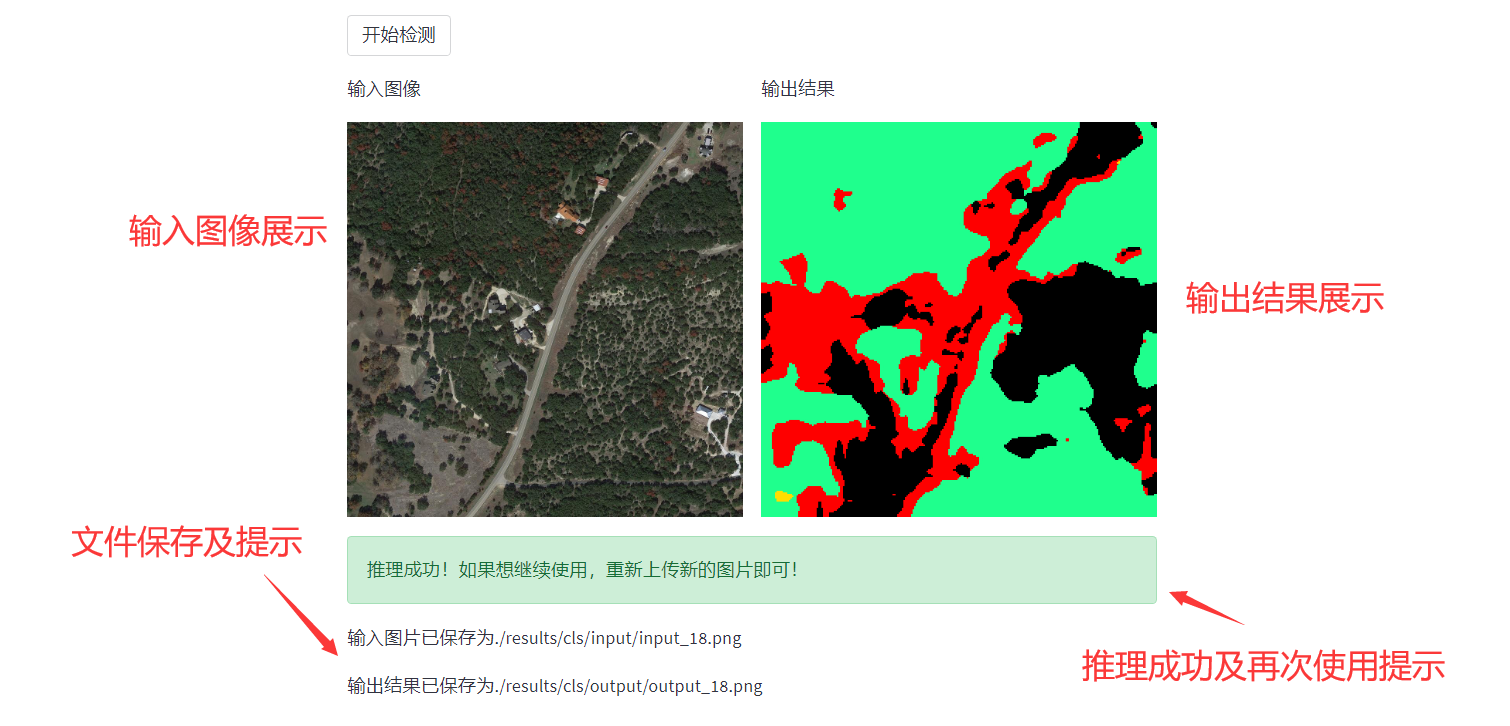 开始检测
输入图像
输出结果
输入图像展示
输出结果展示
文件保存及提示
推理成功！如果想继续使用，重新上传新的图片即可！
输入图片已保存为./results/cls/input/input_18.png
推理成功及再次使用提示
输出结果已保存为./results/cls/output/output_18.png